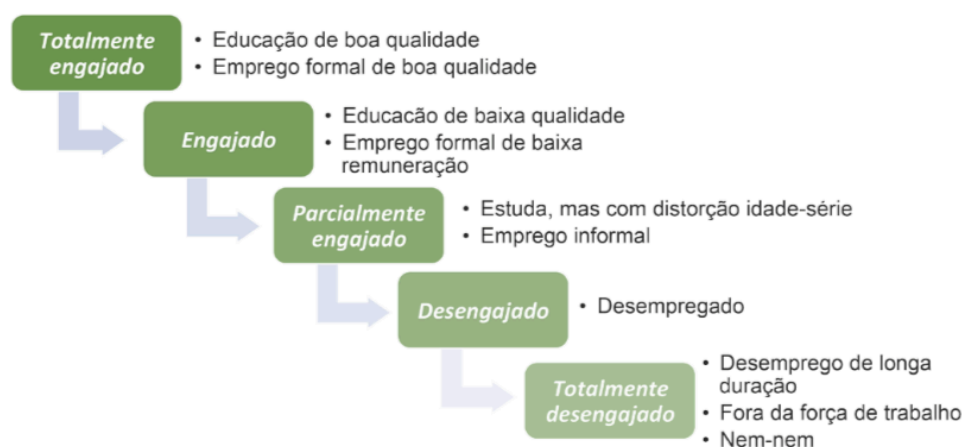 Totalmente
engajado
• Educação de boa qualidade
• Emprego formal de boa qualidade
Engajado
• Educacão de baixa qualidade
• Emprego formal de baixa
remuneração
Parcialmente
engajado
• Estuda, mas com distorção idade-série
• Emprego informal
Desengajado
• Desempregado
Totalmente
desengajado
• Desemprego de longa
duração
• Fora da força de trabalho
• Nem-nem